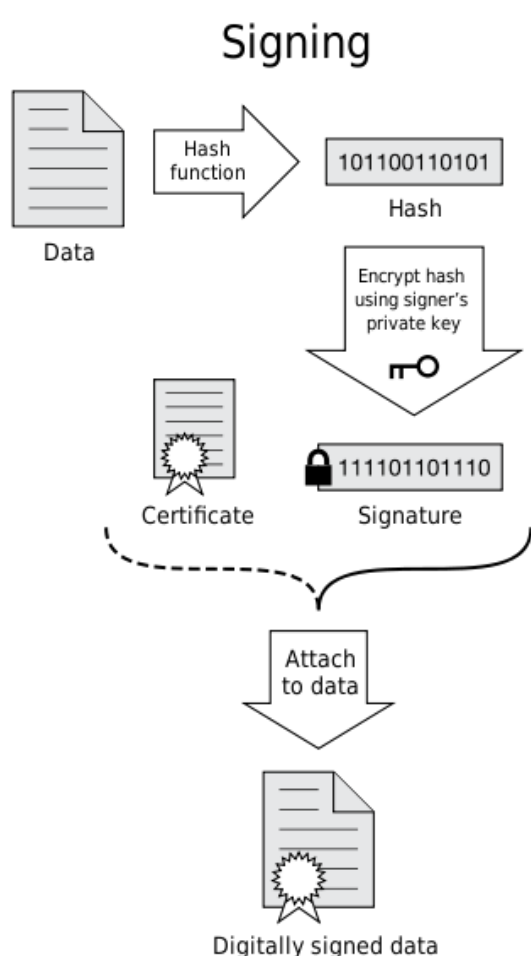 Signing
Hash
function
101100110101
Hash
Data
Encrypt hash
using signer's
private key
111101101110
Certificate
Signature
Attach
to data
Digitally signed data